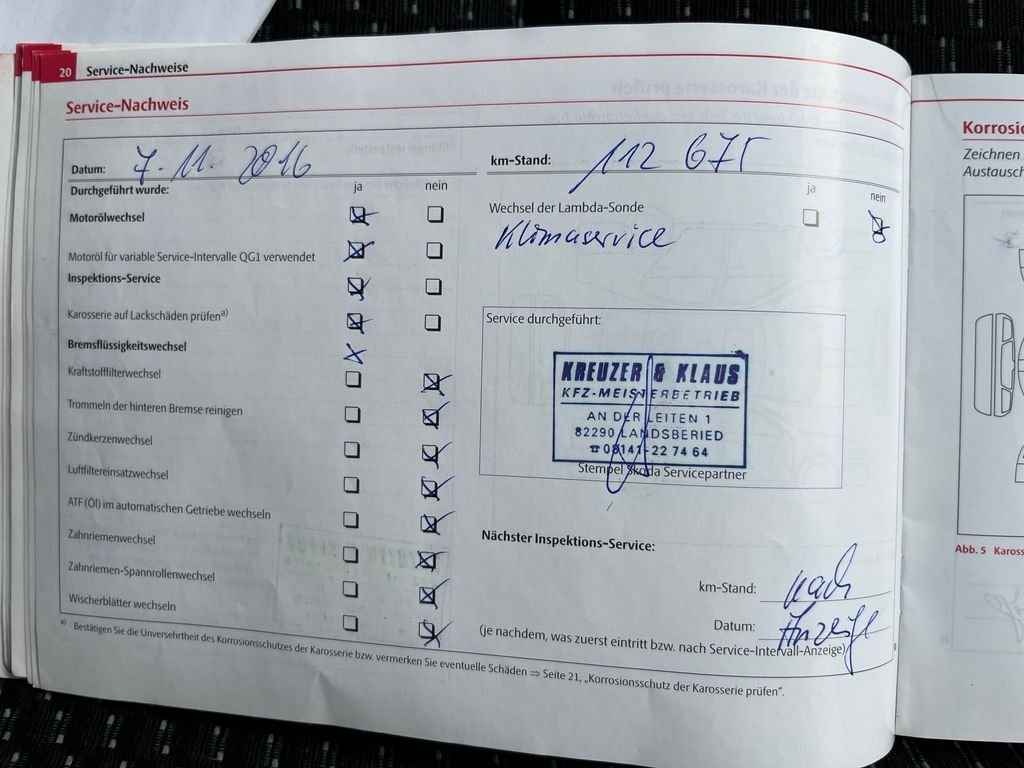 20 Service-Nachweise
Service-Nachweis
Datum: 7. 11. 2016
km-Stand: 112 675
Durchgeführt wurde: ja nein
ja nein
Motorölwechsel
Motoröl für variable Service-Intervalle QG1 verwendet
Inspektions-Service
Karosserie auf Lackschäden prüfen a)
Bremsflüssigkeitswechsel
Kraftstofffilterwechsel
Trommeln der hinteren Bremse reinigen
Zündkerzenwechsel
Luftfiltereinsatzwechsel
ATF (Öl) im automatischen Getriebe wechseln
Zahnriemenwechsel
Zahnriemen-Spannrollenwechsel
Wischerblätter wechseln
Wechsel der Lambda-Sonde
Klimaservice
Service durchgeführt:
KREUZER & KLAUS
KFZ-MEISTERBETRIEB
AN DER LEITEN 1
82290 LANDSBERIED
☎ 08141-22 74 64
Stempel Skoda Servicepartner
Nächster Inspektions-Service:
km-Stand: nach
Datum: Anzeige
(je nachdem, was zuerst eintritt bzw. nach Service-Intervall-Anzeige)
a) Bestätigen Sie die Unversehrtheit des Korrosionsschutzes der Karosserie bzw. vermerken Sie eventuelle Schäden ⇒ Seite 21, „Korrosionsschutz der Karosserie prüfen“.
Korrosio
Zeichnen
Austausch
Abb. 5 Kaross